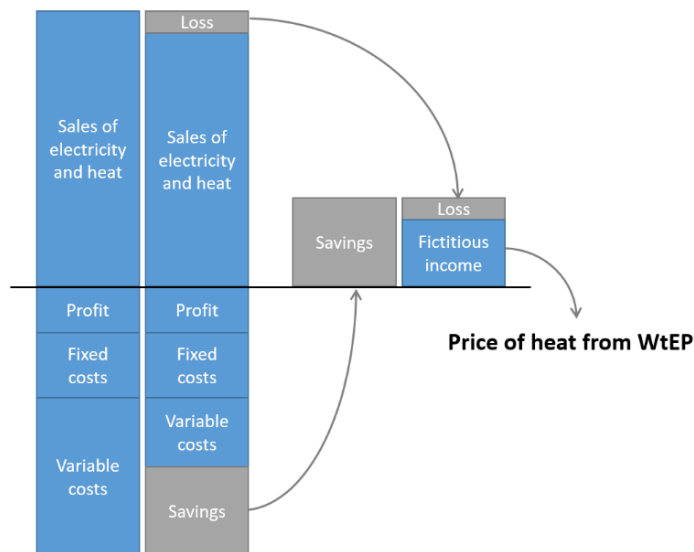 Loss
Sales of
electricity
and heat
Sales of
electricity
and heat
Savings
Loss
Fictitious
income
Profit
Profit
Fixed
costs
Fixed
costs
Price of heat from WtEP
Variable
costs
Variable
costs
Savings